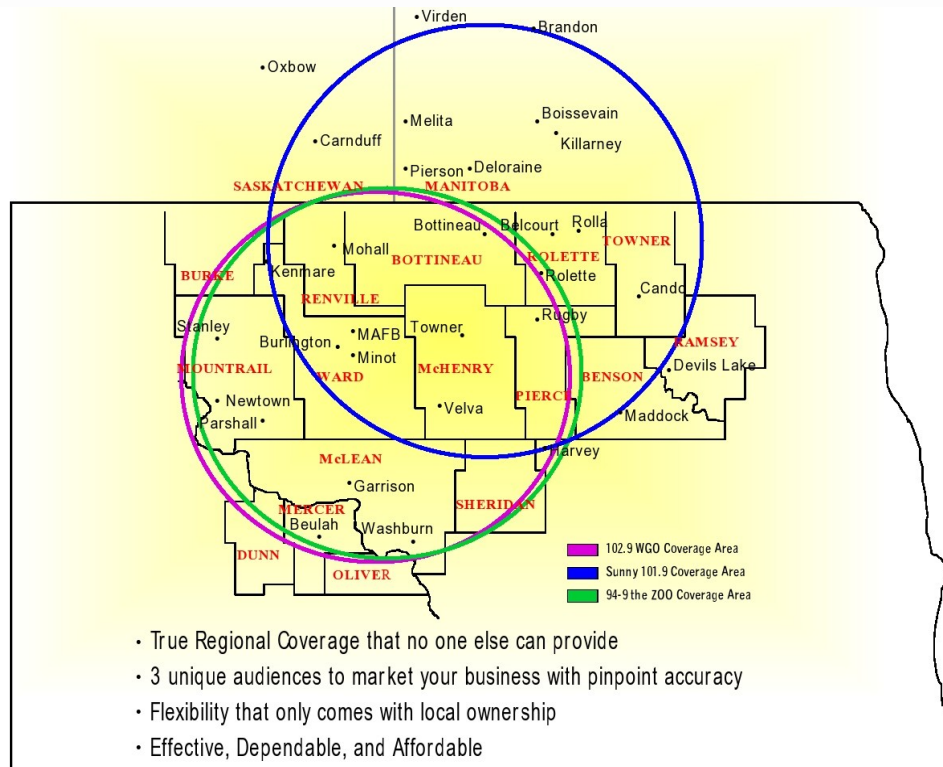 Virden
Brandon
Oxbow
Melita
Boissevain
Carnduff
Killarney
Pierson
Deloraine
SASKATCHEWAN
MANITOBA
Bottineau
Belcourt
Rolla
Mohall
TOWNER
BOTTINEAU
ROLETTE
Kenmare
Rolette
BURKE
Cando
RENVILLE
Rugby
Stanley
MAFB
Towner
Burlington
RAMSEY
Minot
MOUNTRAIL
McHENRY
Devils Lake
WARD
BENSON
PIERCE
Newtown
Velva
Maddock
Parshall
Harvey
McLEAN
Garrison
SHERIDAN
MERCER
Beulah
Washburn
DUNN
OLIVER
102.9 WGO Coverage Area
Sunny 101.9 Coverage Area
94-9 the ZOO Coverage Area
• True Regional Coverage that no one else can provide
• 3 unique audiences to market your business with pinpoint accuracy
• Flexibility that only comes with local ownership
• Effective, Dependable, and Affordable